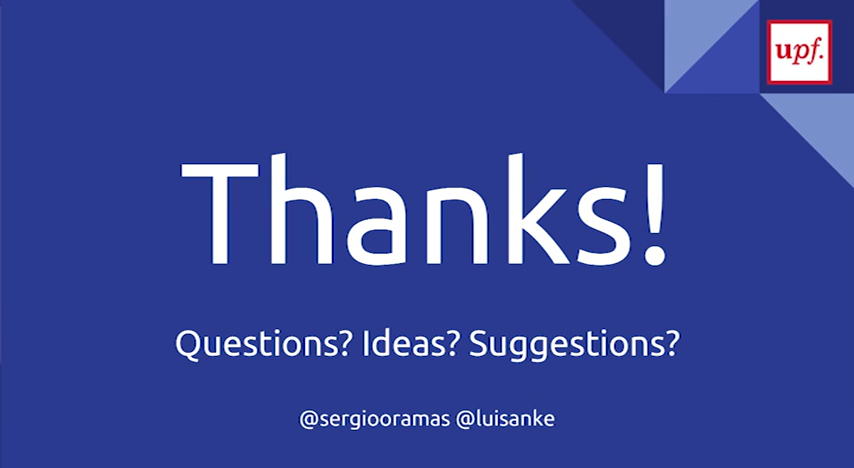 upf.
Thanks!
Questions? Ideas? Suggestions?
@sergiooramas @luisanke